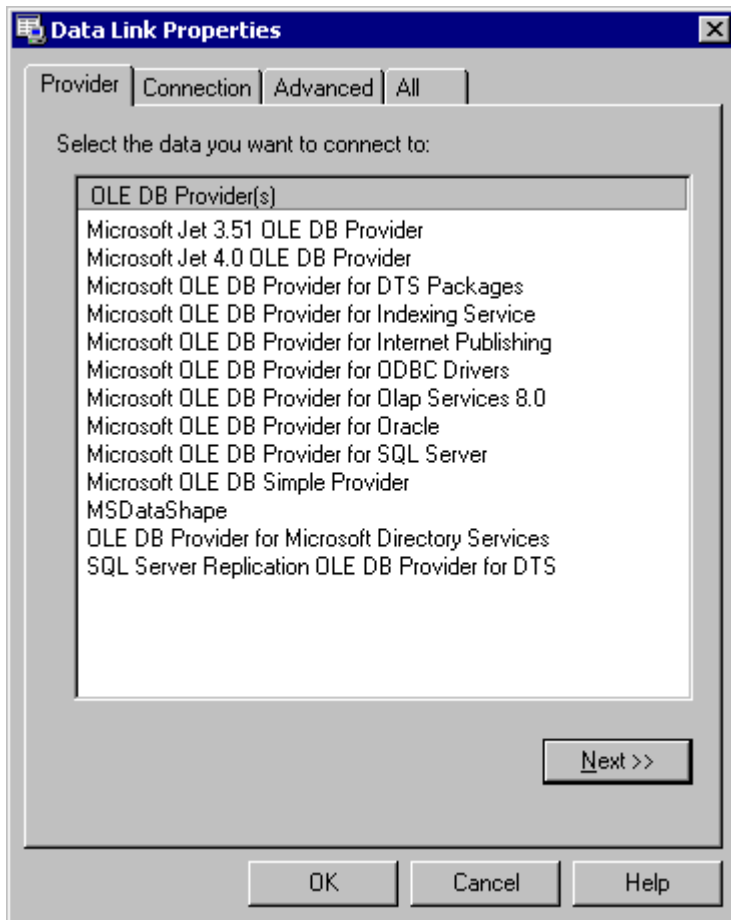 Data Link Properties
Provider
Connection
Advanced
All
Select the data you want to connect to:
OLE DB Provider(s)
Microsoft Jet 3.51 OLE DB Provider
Microsoft Jet 4.0 OLE DB Provider
Microsoft OLE DB Provider for DTS Packages
Microsoft OLE DB Provider for Indexing Service
Microsoft OLE DB Provider for Internet Publishing
Microsoft OLE DB Provider for ODBC Drivers
Microsoft OLE DB Provider for Olap Services 8.0
Microsoft OLE DB Provider for Oracle
Microsoft OLE DB Provider for SQL Server
Microsoft OLE DB Simple Provider
MSDataShape
OLE DB Provider for Microsoft Directory Services
SQL Server Replication OLE DB Provider for DTS
Next >>
OK
Cancel
Help